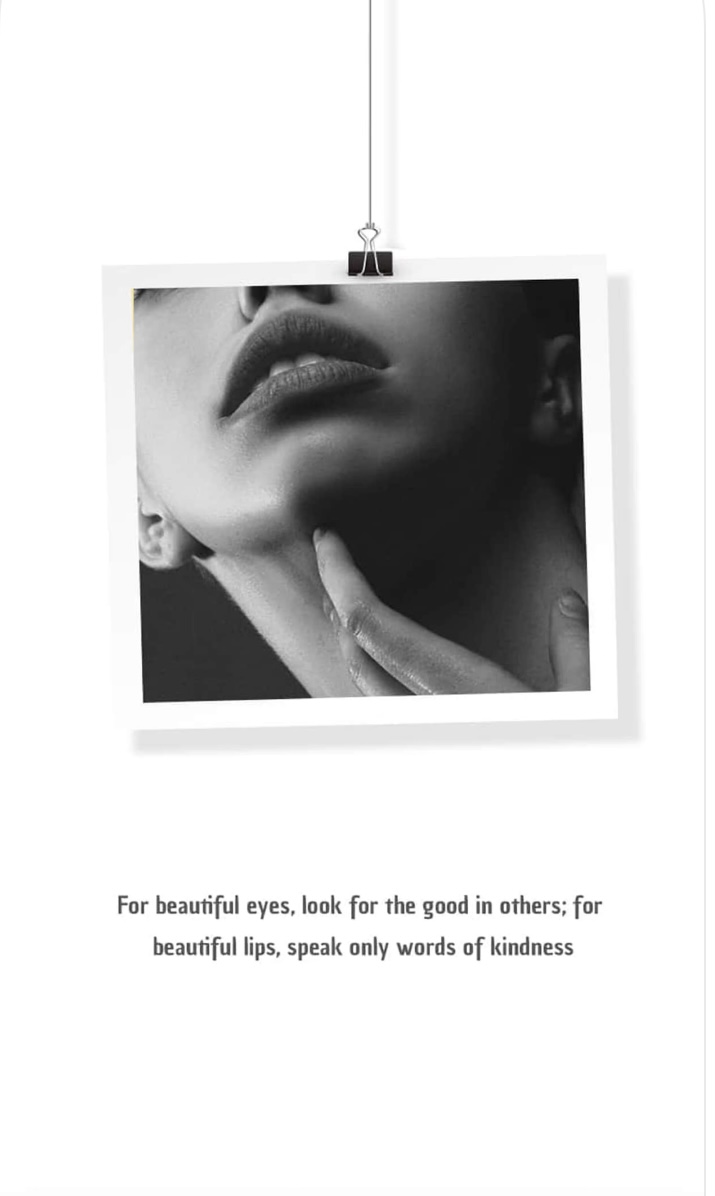 For beautiful eyes, look for the good in others; for
beautiful lips, speak only words of kindness